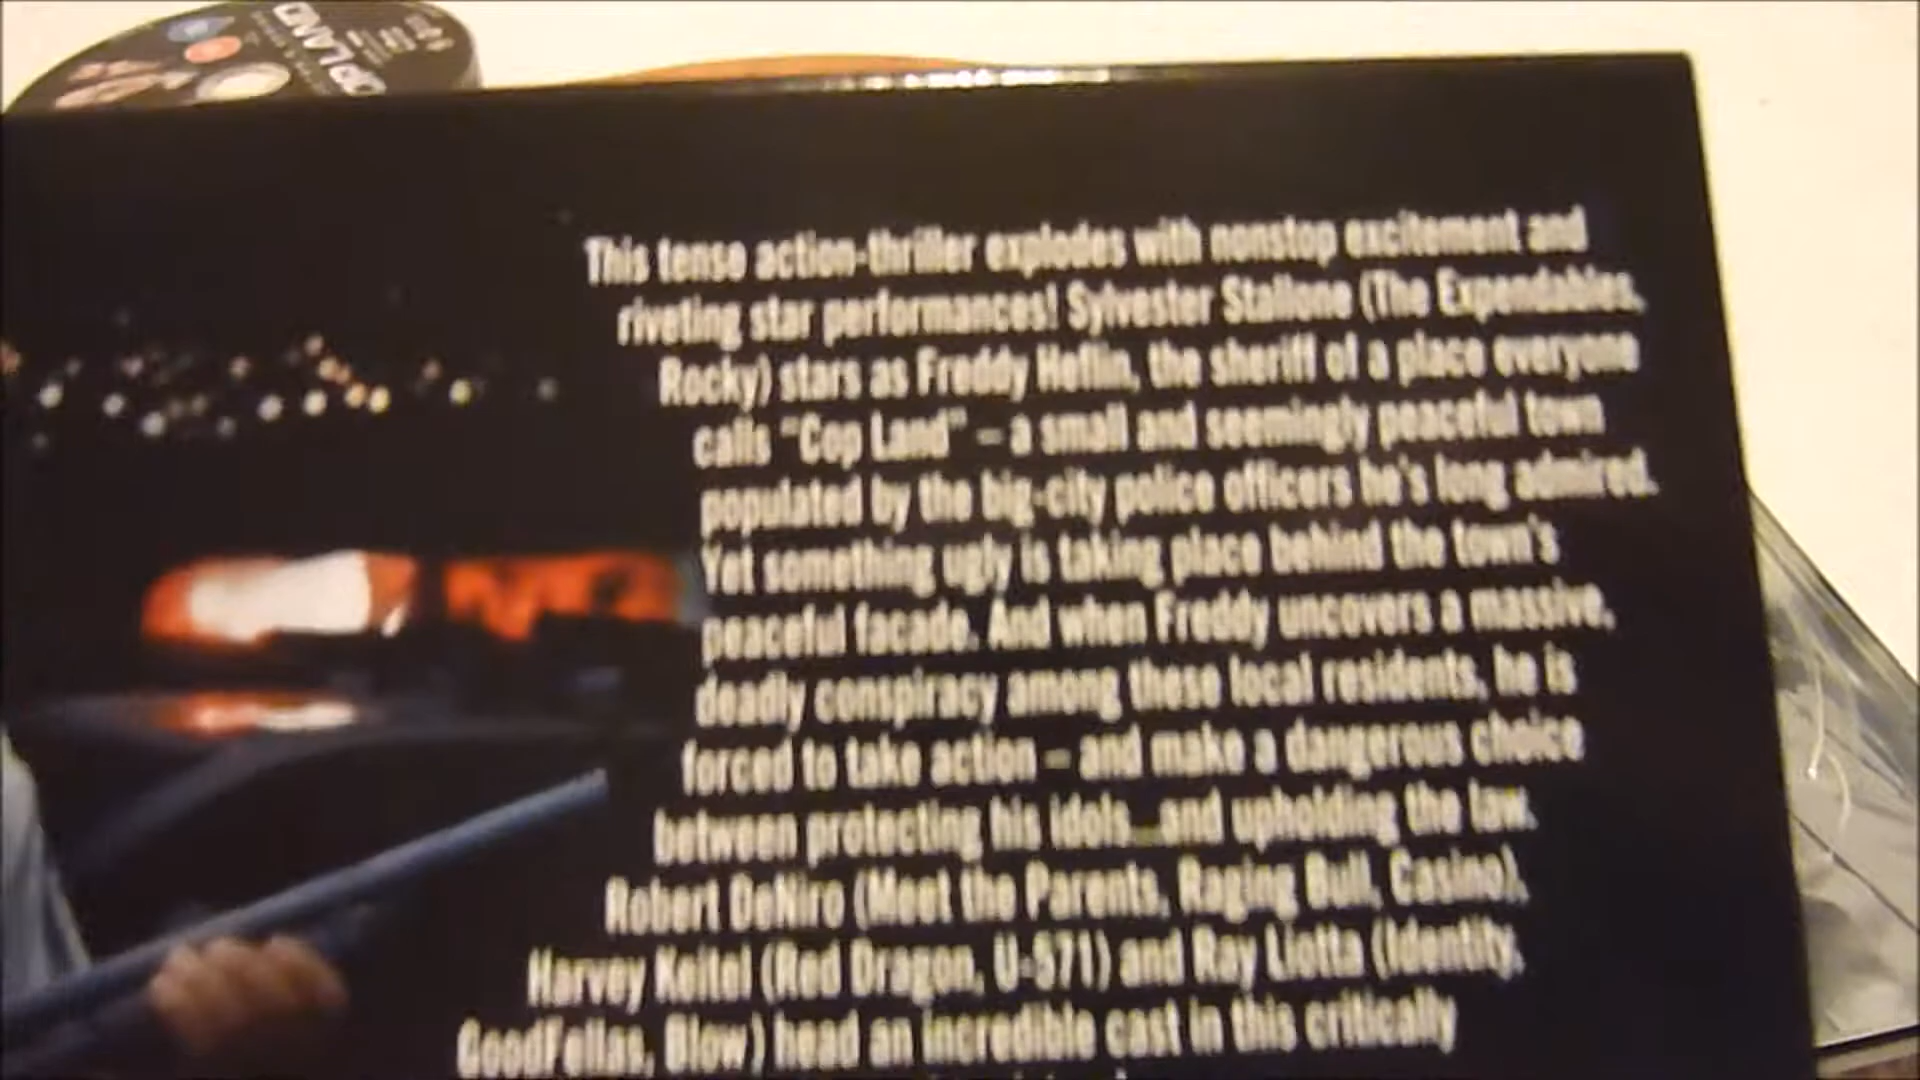 COPLAND
This tense action-thriller explodes with nonstop excitement and
riveting star performances! Sylvester Stallone (The Expendables,
Rocky) stars as Freddy Heflin, the sheriff of a place everyone
calls "Cop Land" – a small and seemingly peaceful town
populated by the big-city police officers he's long admired.
Yet something ugly is taking place behind the town's
peaceful facade. And when Freddy uncovers a massive,
deadly conspiracy among these local residents, he is
forced to take action – and make a dangerous choice
between protecting his idols...and upholding the law.
Robert DeNiro (Meet the Parents, Raging Bull, Casino),
Harvey Keitel (Red Dragon, U-571) and Ray Liotta (Identity,
GoodFellas, Blow) head an incredible cast in this critically